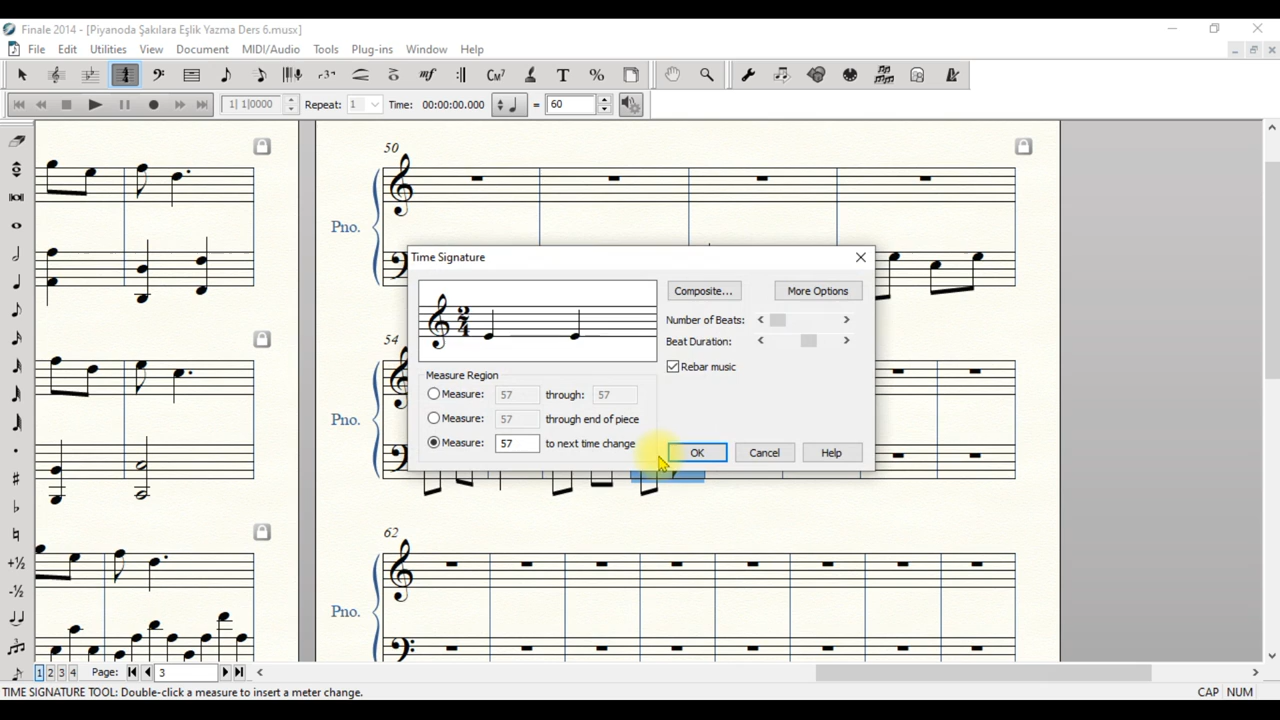 Finale 2014 - [Piyanoda Şakılara Eşlik Yazma Ders 6.musx]
File Edit Utilities View Document MIDI/Audio Tools Plug-ins Window Help
1| 1|0000 Repeat: 1 Time: 00:00:00.000 = 60
50
Pno.
Time Signature
Composite... More Options
Number of Beats:
2
4
Beat Duration:
54
Rebar music
Measure Region
Measure: 57 through: 57
Pno.
Measure: 57 through end of piece
Measure: 57 to next time change
OK Cancel Help
62
Pno.
1 2 3 4 Page: 3
TIME SIGNATURE TOOL: Double-click a measure to insert a meter change. CAP NUM